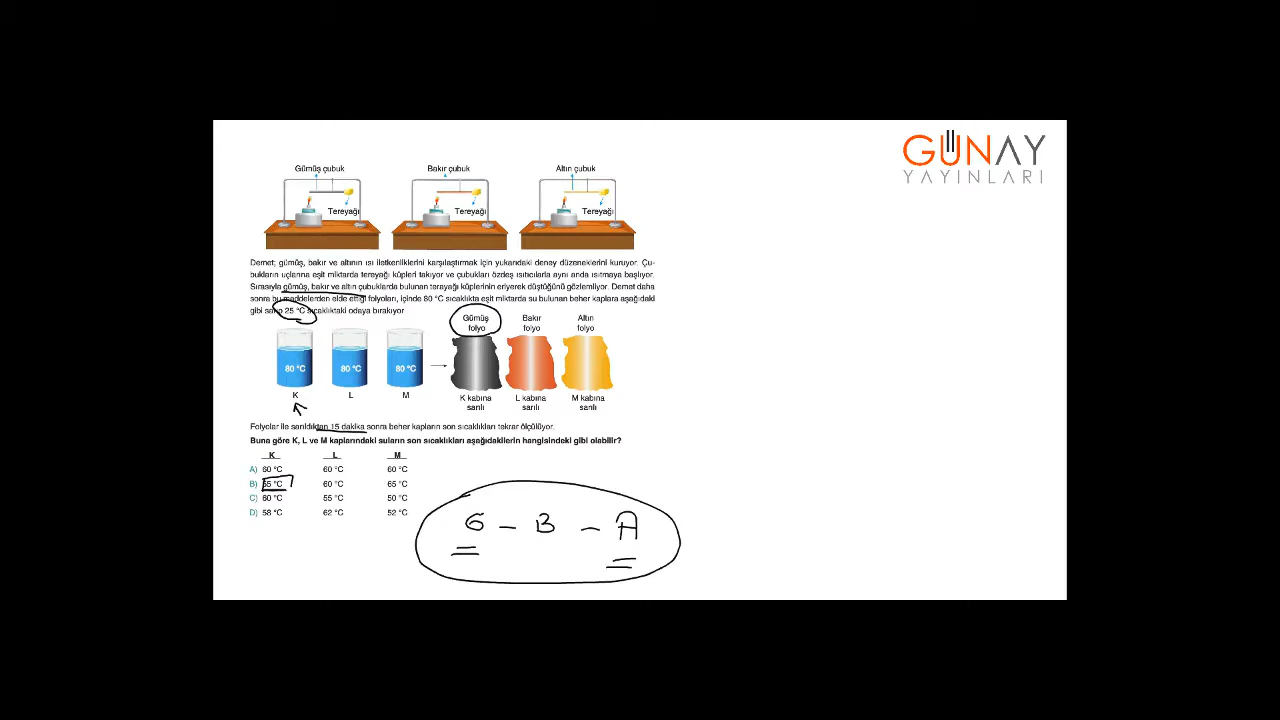 GÜNAY
YAYINLARI
Gümüş çubuk
Bakır çubuk
Altın çubuk
Tereyağı
Tereyağı
Tereyağı
Demet; gümüş, bakır ve altının ısı iletkenliklerini karşılaştırmak için yukarıdaki deney düzeneklerini kuruyor. Çu-
bukların uçlarına eşit miktarda tereyağı küpleri takıyor ve çubukları özdeş ısıtıcılarla aynı anda ısıtmaya başlıyor.
Sırasıyla gümüş, bakır ve altın çubuklarda bulunan tereyağı küplerinin eriyerek düştüğünü gözlemliyor. Demet daha
sonra bu maddelerden elde ettiği folyoları, içinde 80 °C sıcaklıkta eşit miktarda su bulunan beher kaplara aşağıdaki
gibi sarıp 25 °C sıcaklıktaki odaya bırakıyor
Gümüş folyo
Bakır folyo
Altın folyo
80 °C
80 °C
80 °C
K
L
M
K kabına sarılı
L kabına sarılı
M kabına sarılı
Folyolar ile sarıldıktan 15 dakika sonra beher kapların son sıcaklıkları tekrar ölçülüyor.
Buna göre K, L ve M kaplarındaki suların son sıcaklıkları aşağıdakilerin hangisindeki gibi olabilir?
K L M
A) 60 °C 60 °C 60 °C
B) 55 °C 60 °C 65 °C
C) 60 °C 55 °C 50 °C
D) 58 °C 62 °C 52 °C
G - B - A